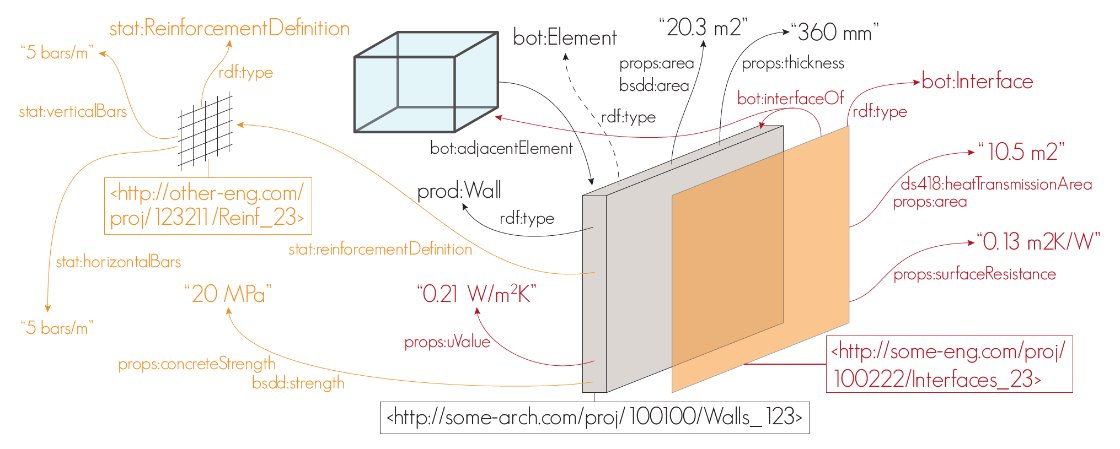 stat:ReinforcementDefinition
"5 bars/m"
rdf:type
stat:verticalBars
<http://other-eng.com/
proj/123211/Reinf_23>
stat:horizontalBars
"5 bars/m"
stat:reinforcementDefinition
"20 MPa"
props:concreteStrength
bsdd:strength
bot:Element
rdf:type
bot:adjacentElement
prod:Wall
rdf:type
"0.21 W/m²K"
props:uValue
<http://some-arch.com/proj/100100/Walls_123>
"20.3 m2"
props:area
bsdd:area
"360 mm"
props:thickness
bot:interfaceOf
bot:Interface
rdf:type
"10.5 m2"
ds418:heatTransmissionArea
props:area
"0.13 m2K/W"
props:surfaceResistance
<http://some-eng.com/proj/
100222/Interfaces_23>